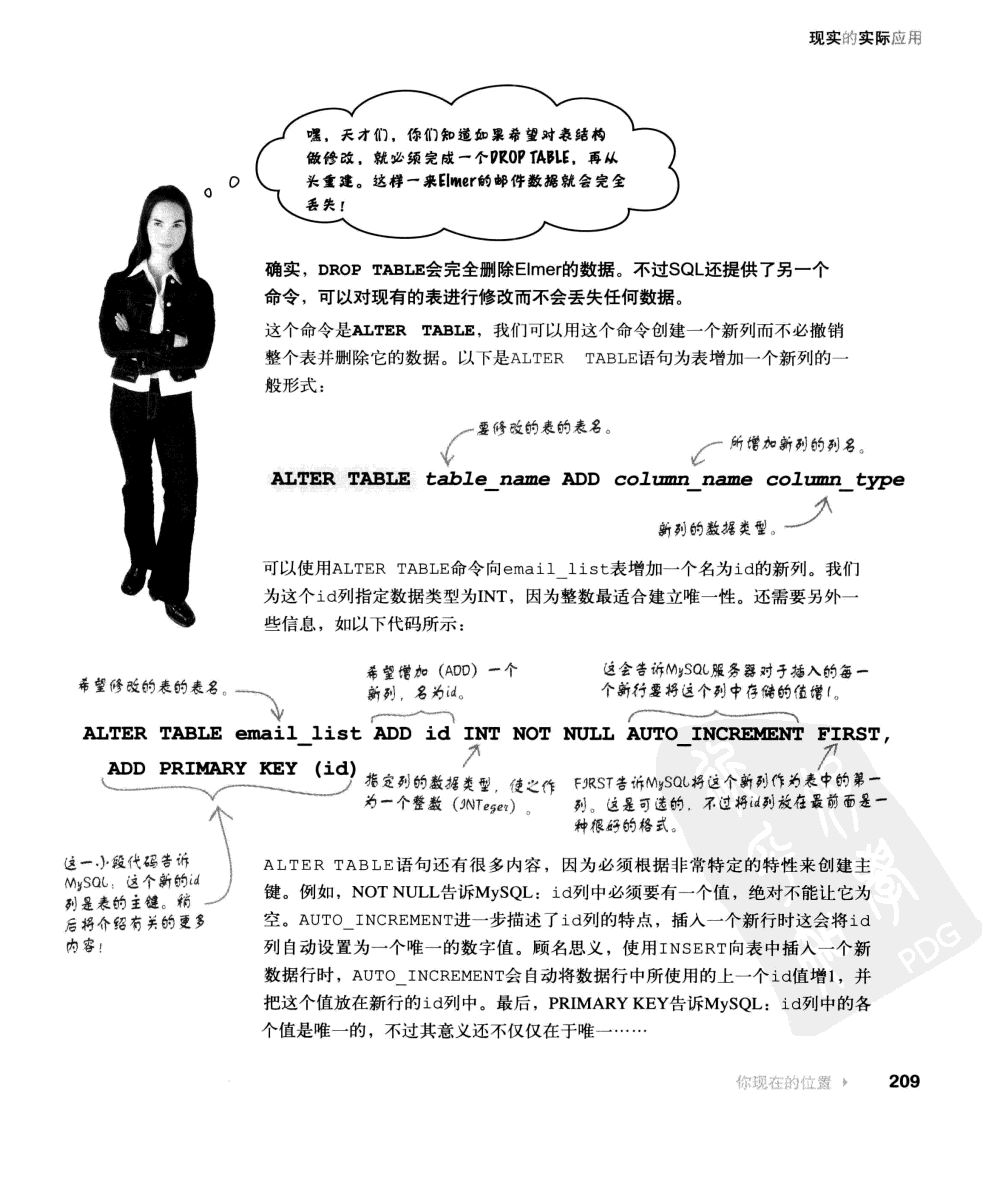 现实的实际应用
嘿，天才们，你们知道如果希望对表结构
做修改，就必须完成一个DROP TABLE，再从
头重建。这样一来Elmer的邮件数据就会完全
丢失！
确实，DROP TABLE会完全删除Elmer的数据。不过SQL还提供了另一个
命令，可以对现有的表进行修改而不会丢失任何数据。
这个命令是ALTER TABLE，我们可以用这个命令创建一个新列而不必撤销
整个表并删除它的数据。以下是ALTER TABLE语句为表增加一个新列的一
般形式：
要修改的表的表名。
所增加新列的列名。
ALTER TABLE table_name ADD column_name column_type
新列的数据类型。
可以使用ALTER TABLE命令向email_list表增加一个名为id的新列。我们
为这个id列指定数据类型为INT，因为整数最适合建立唯一性。还需要另外一
些信息，如以下代码所示：
希望修改的表的表名。
希望增加（ADD）一个
新列，名为id。
这会告诉MySQL服务器对于插入的每一
个新行要将这个列中存储的值增1。
ALTER TABLE email_list ADD id INT NOT NULL AUTO_INCREMENT FIRST,
ADD PRIMARY KEY (id)
指定列的数据类型，使之作
为一个整数（INTeger）。
FIRST告诉MySQL将这个新列作为表中的第一
列。这是可选的，不过将id列放在最前面是一
种很好的格式。
这一小段代码告诉
MySQL，这个新的id
列是表的主键。稍
后将介绍有关的更多
内容！
ALTER TABLE语句还有很多内容，因为必须根据非常特定的特性来创建主
键。例如，NOT NULL告诉MySQL：id列中必须要有一个值，绝对不能让它为
空。AUTO_INCREMENT进一步描述了id列的特点，插入一个新行时这会将id
列自动设置为一个唯一的数字值。顾名思义，使用INSERT向表中插入一个新
数据行时，AUTO_INCREMENT会自动将数据行中所使用的上一个id值增1，并
把这个值放在新行的id列中。最后，PRIMARY KEY告诉MySQL：id列中的各
个值是唯一的，不过其意义还不仅仅在于唯一……
PDG
你现在的位置 209